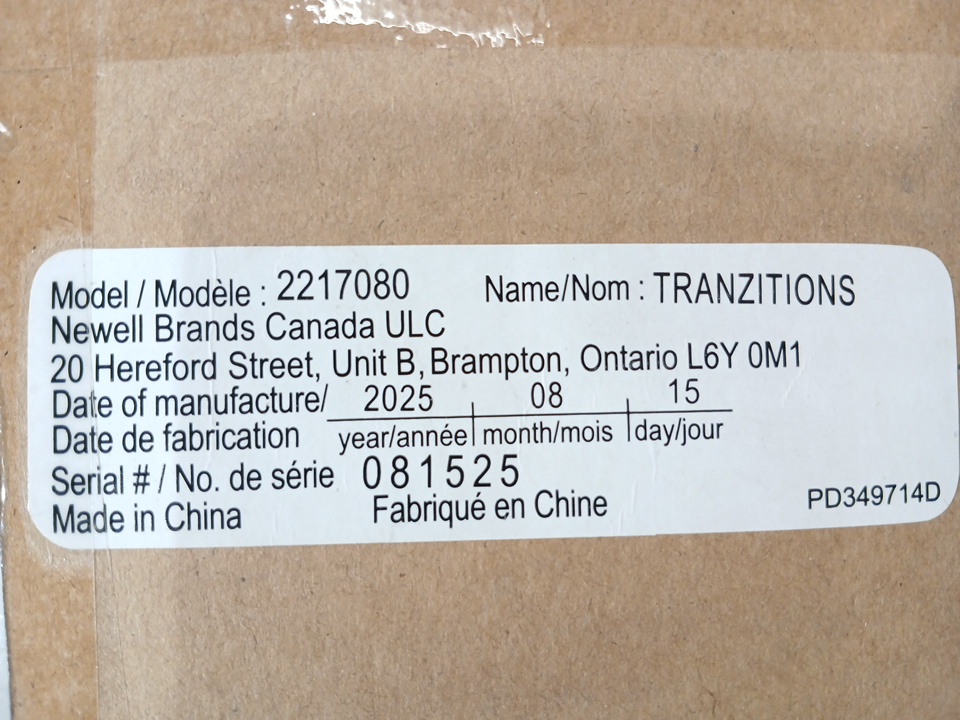 Model / Modèle : 2217080 Name/Nom : TRANZITIONS
Newell Brands Canada ULC
20 Hereford Street, Unit B, Brampton, Ontario L6Y 0M1
Date of manufacture/ 2025 08 15
Date de fabrication year/année month/mois day/jour
Serial # / No. de série 081525
Made in China Fabriqué en Chine PD349714D